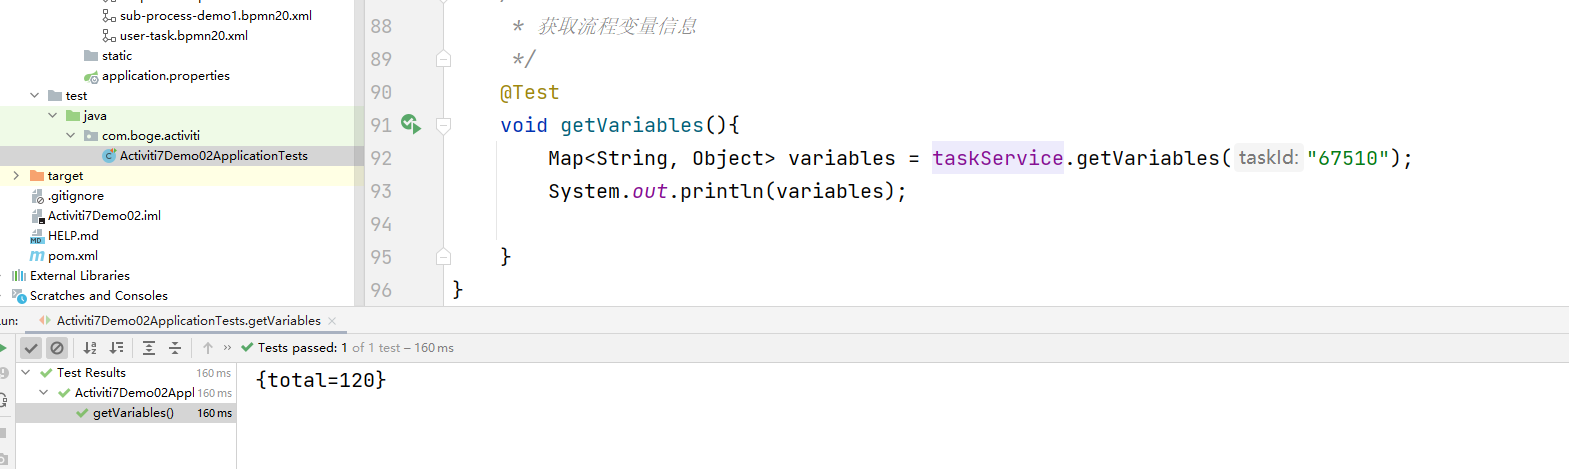 sub-process-demo1.bpmn20.xml
user-task.bpmn20.xml
static
application.properties
test
java
com.boge.activiti
Activiti7Demo02ApplicationTests
target
.gitignore
Activiti7Demo02.iml
HELP.md
pom.xml
External Libraries
Scratches and Consoles
88 * 获取流程变量信息
89 */
90 @Test
91 void getVariables(){
92 Map<String, Object> variables = taskService.getVariables( taskId: "67510");
93 System.out.println(variables);
94
95 }
96 }
un: Activiti7Demo02ApplicationTests.getVariables ×
Tests passed: 1 of 1 test – 160 ms
Test Results 160 ms
Activiti7Demo02Appl 160 ms
getVariables() 160 ms
{total=120}